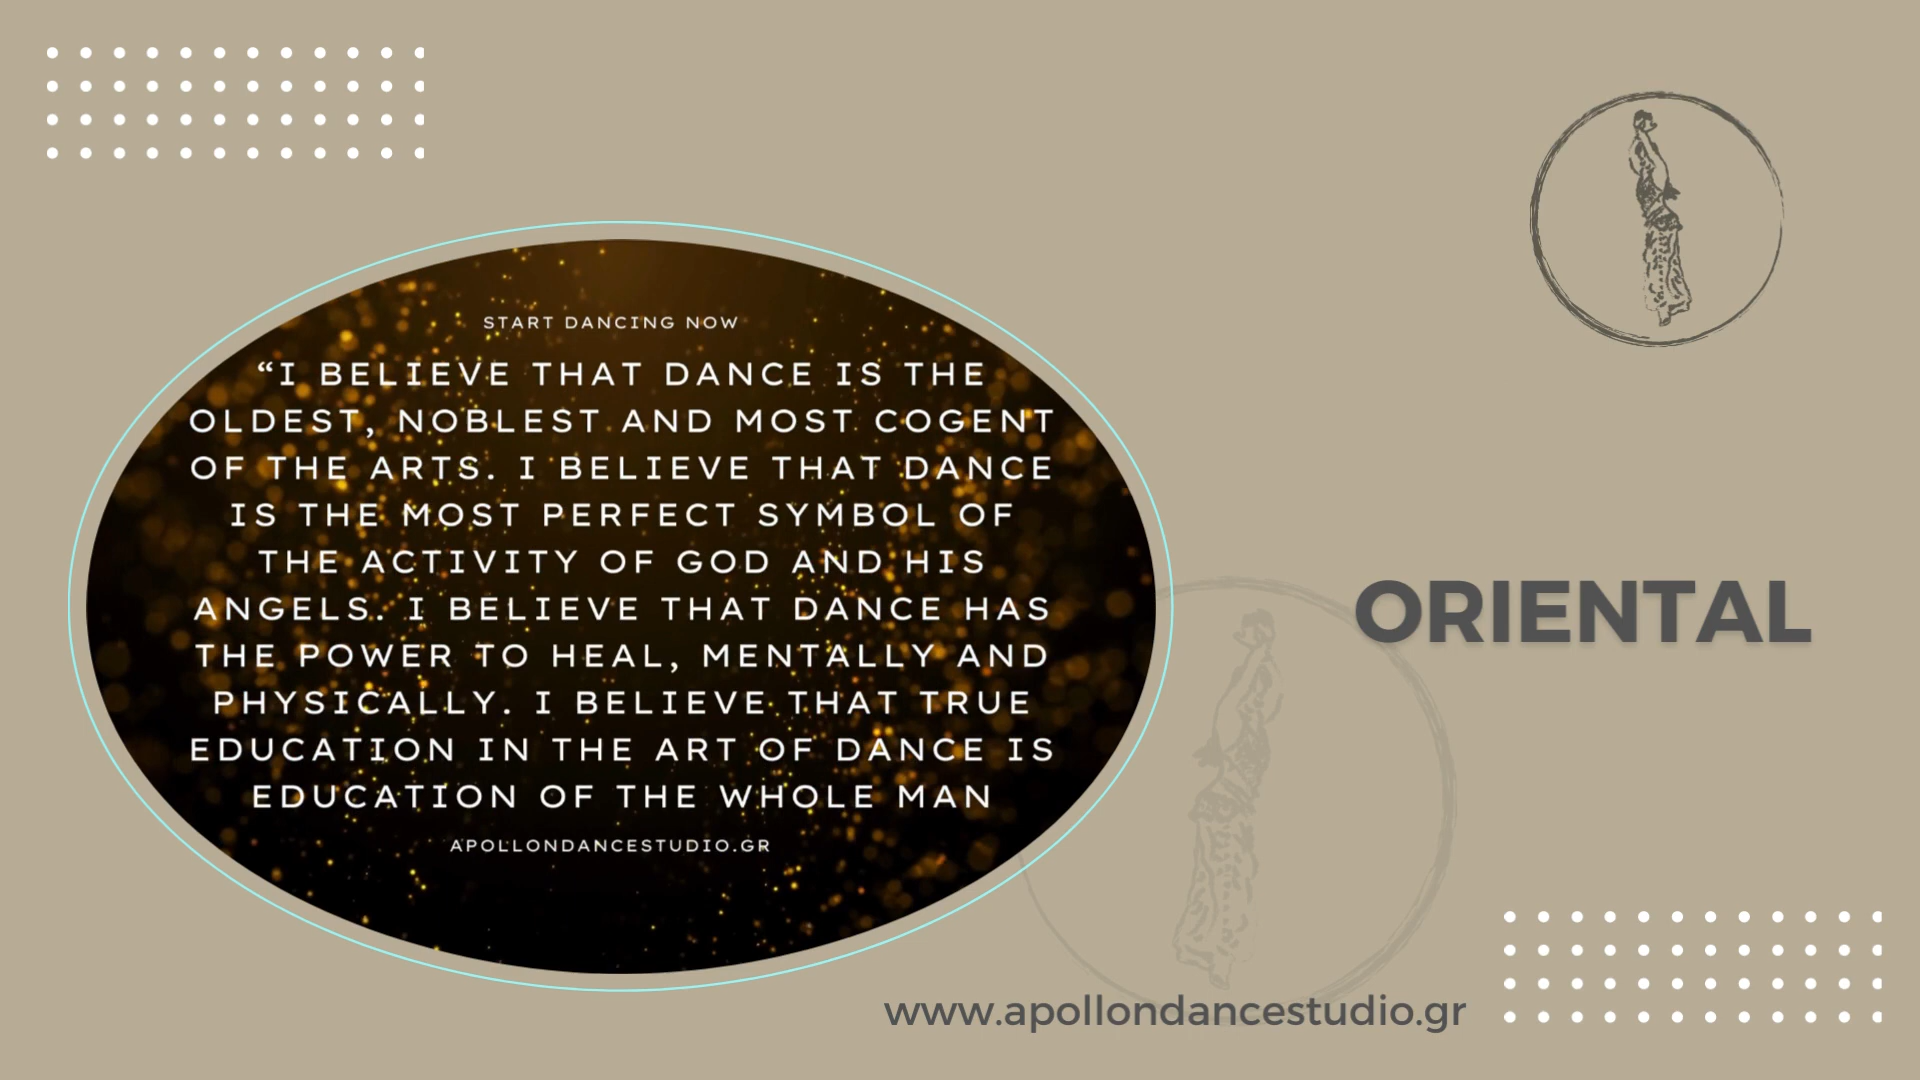 START DANCING NOW
“I BELIEVE THAT DANCE IS THE
OLDEST, NOBLEST AND MOST COGENT
OF THE ARTS. I BELIEVE THAT DANCE
IS THE MOST PERFECT SYMBOL OF
THE ACTIVITY OF GOD AND HIS
ANGELS. I BELIEVE THAT DANCE HAS
THE POWER TO HEAL, MENTALLY AND
PHYSICALLY. I BELIEVE THAT TRUE
EDUCATION IN THE ART OF DANCE IS
EDUCATION OF THE WHOLE MAN
APOLLONDANCESTUDIO.GR
ORIENTAL
www.apollondancestudio.gr